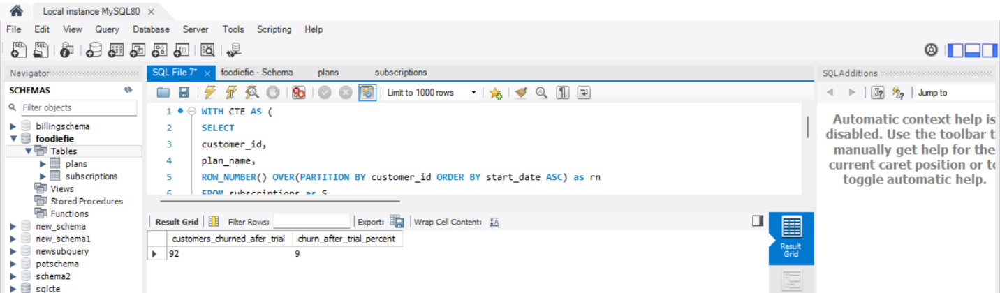 Local instance MySQL80 ×
File Edit View Query Database Server Tools Scripting Help
Navigator
SCHEMAS
Filter objects
billingschema
foodiefie
Tables
plans
subscriptions
Views
Stored Procedures
Functions
new_schema
new_schema1
newsubquery
petschema
schema2
sqlcte
SQL File 7* × foodiefie - Schema plans subscriptions
Limit to 1000 rows
1 WITH CTE AS (
2 SELECT
3 customer_id,
4 plan_name,
5 ROW_NUMBER() OVER(PARTITION BY customer_id ORDER BY start_date ASC) as rn
6 FROM subscriptions as S
Result Grid Filter Rows: Export: Wrap Cell Content:
customers_churned_afer_trial churn_after_trial_percent
92 9
Result
Grid
SQLAdditions
Jump to
Automatic context help is
disabled. Use the toolbar t
manually get help for the
current caret position or to
toggle automatic help.